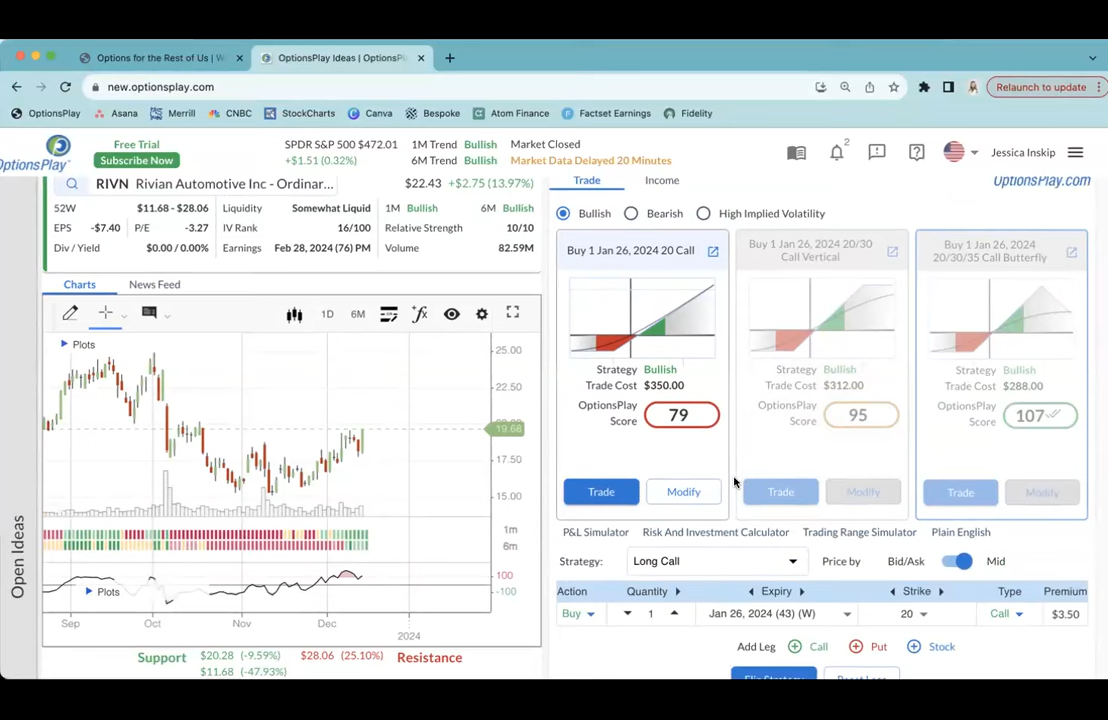 Options for the Rest of Us | W
OptionsPlay Ideas | OptionsPl
new.optionsplay.com
Relaunch to update
OptionsPlay
Asana
Merrill
CNBC
StockCharts
Canva
Bespoke
Atom Finance
Factset Earnings
Fidelity
OptionsPlay
Free Trial
Subscribe Now
SPDR S&P 500 $472.01
+$1.51 (0.32%)
1M Trend Bullish
6M Trend Bullish
Market Closed
Market Data Delayed 20 Minutes
2
Jessica Inskip
RIVN Rivian Automotive Inc - Ordinar...
$22.43 +$2.75 (13.97%)
52W $11.68 - $28.06 Liquidity Somewhat Liquid 1M Bullish 6M Bullish
EPS -$7.40 P/E -3.27 IV Rank 16/100 Relative Strength 10/10
Div / Yield $0.00 / 0.00% Earnings Feb 28, 2024 (76) PM Volume 82.59M
Charts News Feed
1D 6M
Plots
25.00
22.50
19.68
17.50
15.00
1m
6m
100
-100
Plots
Sep Oct Nov Dec 2024
Support $20.28 (-9.59%) $28.06 (25.10%) Resistance
$11.68 (-47.93%)
Open Ideas
Trade Income
OptionsPlay.com
Bullish Bearish High Implied Volatility
Buy 1 Jan 26, 2024 20 Call
Strategy Bullish
Trade Cost $350.00
OptionsPlay
Score
79
Trade Modify
Buy 1 Jan 26, 2024 20/30
Call Vertical
Strategy Bullish
Trade Cost $312.00
OptionsPlay
Score
95
Trade Modify
Buy 1 Jan 26, 2024
20/30/35 Call Butterfly
Strategy Bullish
Trade Cost $288.00
OptionsPlay
Score
107
Trade Modify
P&L Simulator Risk And Investment Calculator Trading Range Simulator Plain English
Strategy: Long Call Price by Bid/Ask Mid
Action Quantity Expiry Strike Type Premium
Buy 1 Jan 26, 2024 (43) (W) 20 Call $3.50
Add Leg Call Put Stock
Flip Strategy Reset Legs